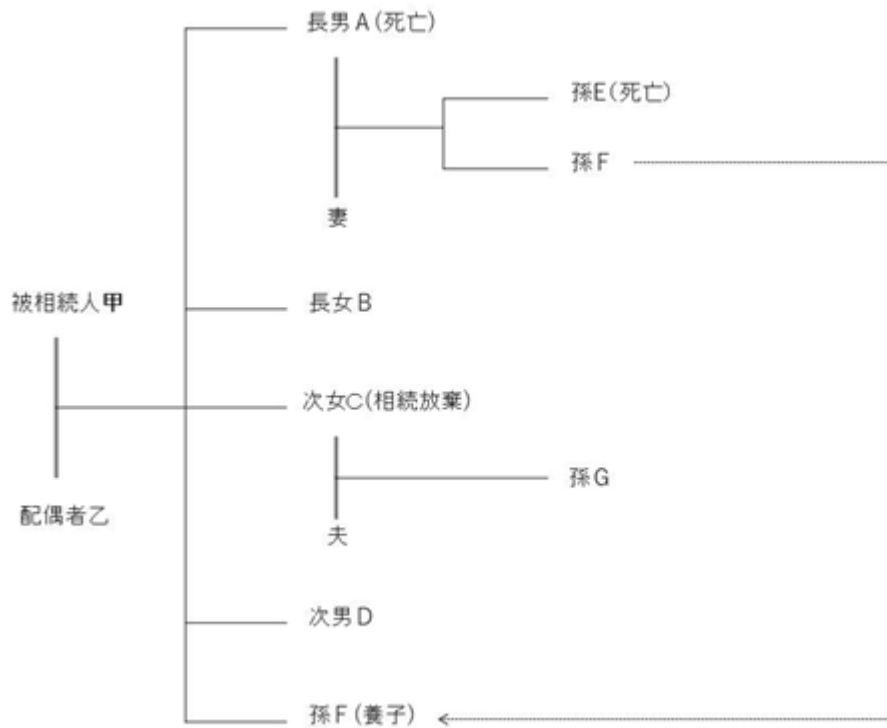 長男A(死亡)
孫E(死亡)
孫F
妻
被相続人甲
長女B
次女C(相続放棄)
孫G
配偶者乙
夫
次男D
孫F(養子)